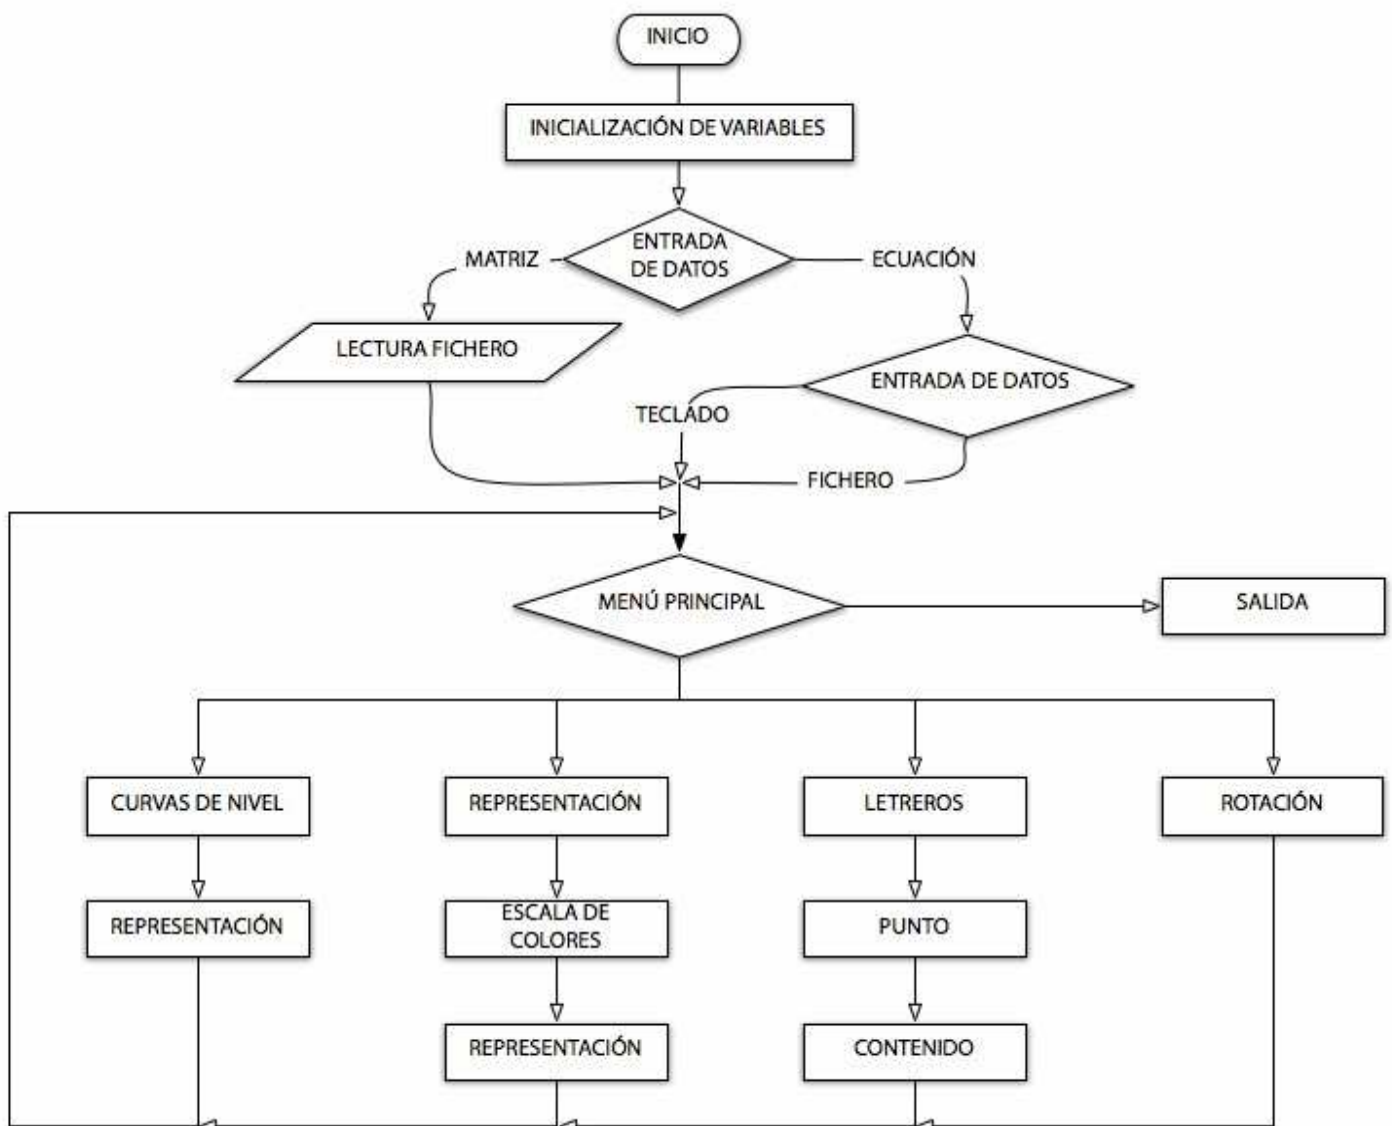 INICIO
INICIALIZACIÓN DE VARIABLES
ENTRADA
DE DATOS
MATRIZ
ECUACIÓN
LECTURA FICHERO
ENTRADA DE DATOS
TECLADO
FICHERO
MENÚ PRINCIPAL
SALIDA
CURVAS DE NIVEL
REPRESENTACIÓN
LETREROS
ROTACIÓN
REPRESENTACIÓN
ESCALA DE
COLORES
PUNTO
REPRESENTACIÓN
CONTENIDO